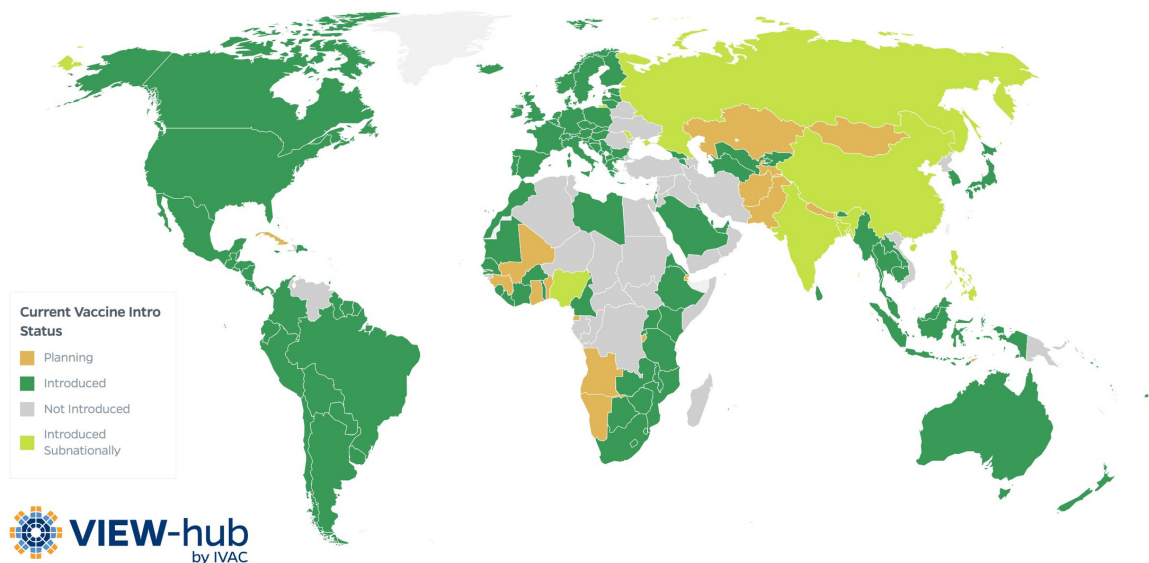 Current Vaccine Intro
Status
Planning
Introduced
Not Introduced
Introduced
Subnationally
VIEW-hub
by IVAC